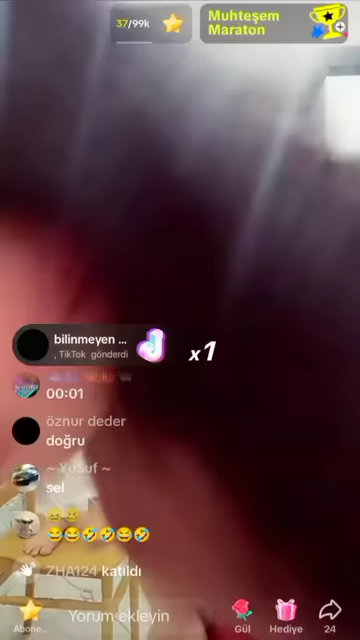 37/99k
Muhteşem
Maraton
bilinmeyen ...
, TikTok gönderdi
x1
00:01
öznur deder
doğru
~ YuSuf ~
sel
😂😂🤣🤣😂🤣
ZHA124 katıldı
Abone...
Yorum ekleyin
Gül
Hediye
24